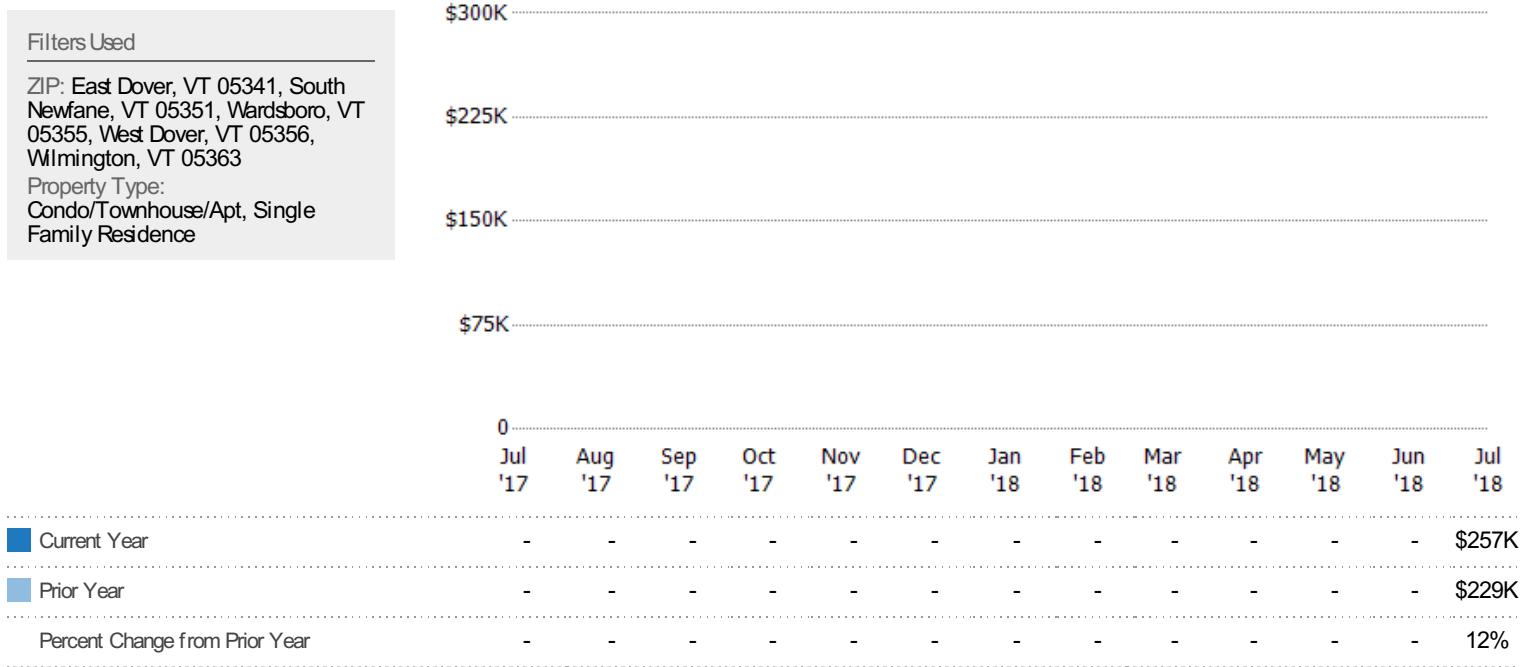 Filters Used
ZIP: East Dover, VT 05341, South
Newfane, VT 05351, Wardsboro, VT
05355, West Dover, VT 05356,
Wilmington, VT 05363
Property Type:
Condo/Townhouse/Apt, Single
Family Residence
$300K
$225K
$150K
$75K
0
Jul Aug Sep Oct Nov Dec Jan Feb Mar Apr May Jun Jul
'17 '17 '17 '17 '17 '17 '18 '18 '18 '18 '18 '18 '18
Current Year - - - - - - - - - - - - $257K
Prior Year - - - - - - - - - - - - $229K
Percent Change from Prior Year - - - - - - - - - - - - 12%